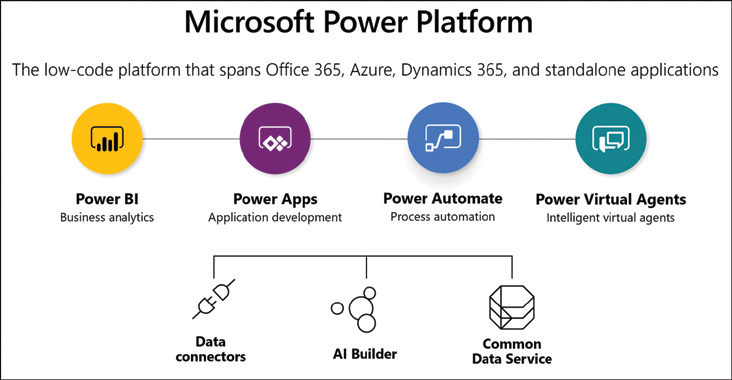 Microsoft Power Platform
The low-code platform that spans Office 365, Azure, Dynamics 365, and standalone applications
Power BI
Business analytics
Power Apps
Application development
Power Automate
Process automation
Power Virtual Agents
Intelligent virtual agents
Data
connectors
AI Builder
Common
Data Service